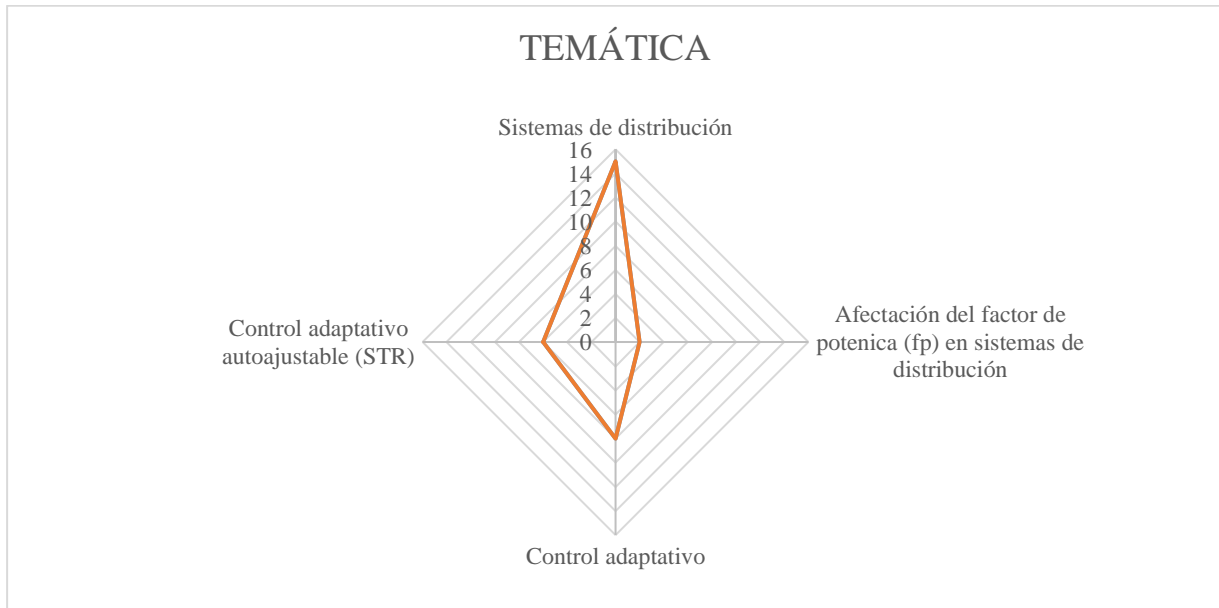 TEMÁTICA
Sistemas de distribución
16
14
12
10
8
6
4
2
0
Afectación del factor de
potenica (fp) en sistemas de
distribución
Control adaptativo
autoajustable (STR)
Control adaptativo